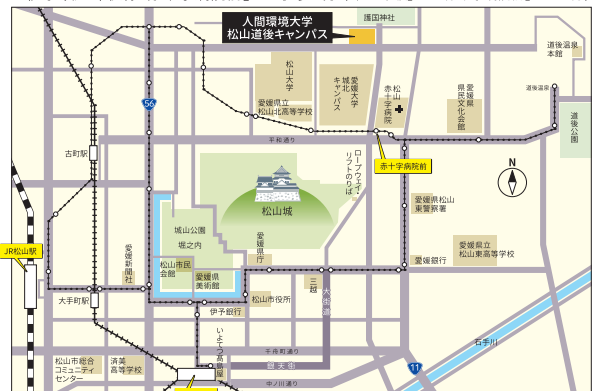 人間環境大学
松山道後キャンパス
護国神社
道後温泉
本館
松山大学
愛媛大学
城北
キャンパス
松山
赤十字病院
愛媛県
県民文化会館
道後温泉
道後公園
56
愛媛県立
松山北高等学校
平和通り
古町駅
ロープウェイ・
リフトのりば
赤十字病院前
N
松山城
愛媛県松山
東警察署
城山公園
堀之内
愛媛県庁
愛媛県立
松山東高等学校
JR松山駅
愛媛新聞社
松山市民
会館
愛媛県
美術館
愛媛銀行
三越
大街道
大手町駅
松山市役所
伊予銀行
石手川
いよてつ髙島屋
千舟町通り
松山市総合
コミュニティ
センター
済美
高等学校
銀天街
11
中ノ川通り